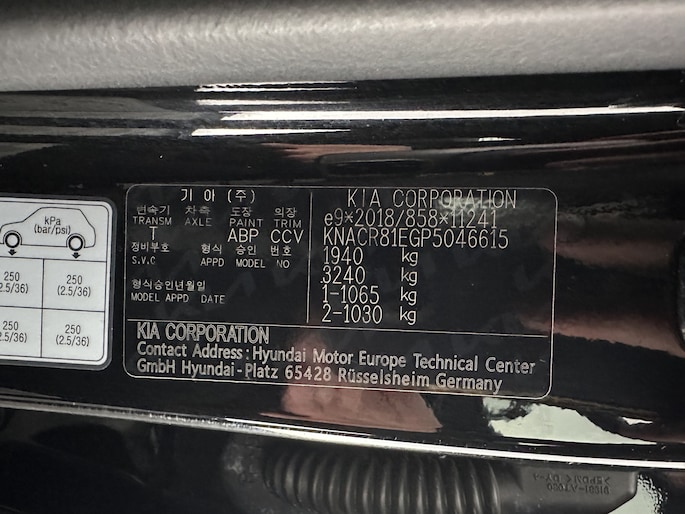 kPa
(bar/psi)
250
(2.5/36)
250
(2.5/36)
250
(2.5/36)
250
(2.5/36)
기 아 (주)
변속기 차 축 도장 의장
TRANSM AXLE PAINT TRIM
T ABP CCV
정비부호 형식 승인 번호
S.V.C APPD MODEL NO
형식승인년월일
MODEL APPD DATE
KIA CORPORATION
e9*2018/858*11241
KNACR81EGP5046615
1940 kg
3240 kg
1-1065 kg
2-1030 kg
KIA CORPORATION
Contact Address : Hyundai Motor Europe Technical Center
GmbH Hyundai-Platz 65428 Rüsselsheim Germany